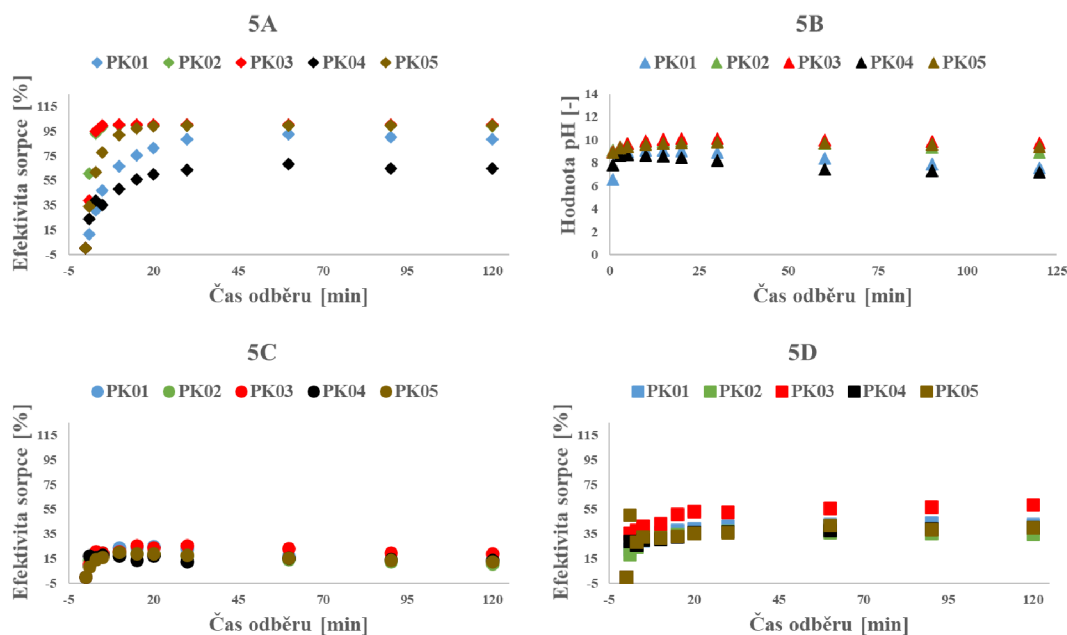 5A
PK01 PK02 PK03 PK04 PK05
Efektivita sorpce [%]
115
95
75
55
35
15
-5
-5 20 45 70 95 120
Čas odběru [min]
5B
PK01 PK02 PK03 PK04 PK05
Hodnota pH [-]
14
12
10
8
6
4
2
0
0 25 50 75 100 125
Čas odběru [min]
5C
PK01 PK02 PK03 PK04 PK05
Efektivita sorpce [%]
115
95
75
55
35
15
-5
-5 20 45 70 95 120
Čas odběru [min]
5D
PK01 PK02 PK03 PK04 PK05
Efektivita sorpce [%]
115
95
75
55
35
15
-5
-5 20 45 70 95 120
Čas odběru [min]